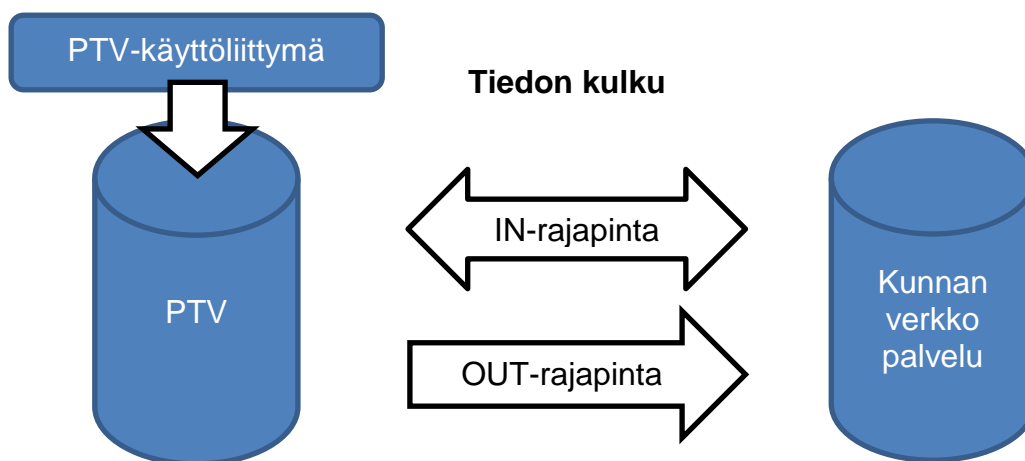 PTV-käyttöliittymä
Tiedon kulku
IN-rajapinta
PTV
Kunnan
verkko
palvelu
OUT-rajapinta